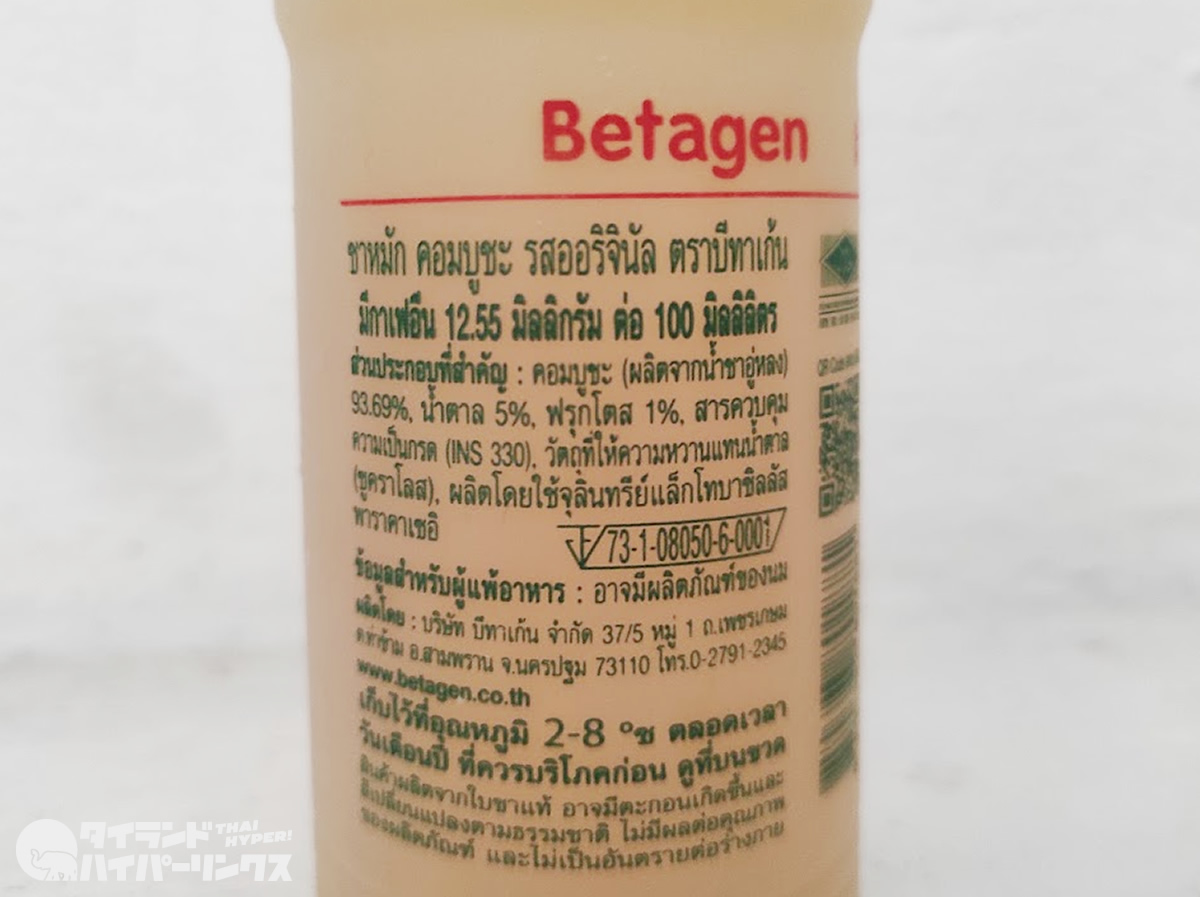 Betagen
ชาหมัก คอมบูชะ รสออริจินัล ตราบีทาเก้น
มีกาเฟอีน 12.55 มิลลิกรัม ต่อ 100 มิลลิลิตร
ส่วนประกอบที่สำคัญ : คอมบูชะ (ผลิตจากน้ำชาอู่หลง)
93.69%, น้ำตาล 5%, ฟรุกโตส 1%, สารควบคุม
ความเป็นกรด (INS 330), วัตถุที่ให้ความหวานแทนน้ำตาล
(ซูคราโลส), ผลิตโดยใช้จุลินทรีย์แล็กโทบาซิลลัส
พาราคาเซอิ
73-1-08050-6-0001
ข้อมูลสำหรับผู้แพ้อาหาร : อาจมีผลิตภัณฑ์ของนม
ผลิตโดย : บริษัท บีทาเก้น จำกัด 37/5 หมู่ 1 ถ.เพชรเกษม
ต.ท่าข้าม อ.สามพราน จ.นครปฐม 73110 โทร.0-2791-2345
www.betagen.co.th
เก็บไว้ที่อุณหภูมิ 2-8 °ซ ตลอดเวลา
วันเดือนปี ที่ควรบริโภคก่อน ดูที่บนขวด
สินค้าผลิตจากใบชาแท้ อาจมีตะกอนเกิดขึ้นและ
สีเปลี่ยนแปลงตามธรรมชาติ ไม่มีผลต่อคุณภาพ
ของผลิตภัณฑ์ และไม่เป็นอันตรายต่อร่างกาย
QR Code
タイランド THAI
HYPER!
ハイパーリンクス